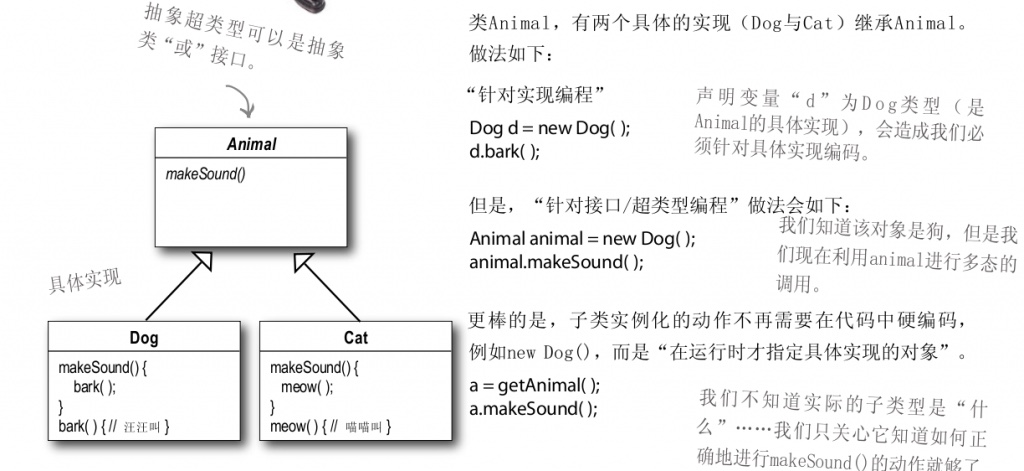 抽象超类型可以是抽象
类“或”接口。
Animal
makeSound()
具体实现
Dog
makeSound() {
bark( );
}
bark( ) { // 汪汪叫 }
Cat
makeSound() {
meow( );
}
meow( ) { // 喵喵叫 }
类Animal，有两个具体的实现（Dog与Cat）继承Animal。
做法如下：
“针对实现编程”
Dog d = new Dog( );
d.bark( );
声明变量“d”为Dog类型（是
Animal的具体实现），会造成我们必
须针对具体实现编码。
但是，“针对接口/超类型编程”做法会如下：
Animal animal = new Dog( );
animal.makeSound( );
我们知道该对象是狗，但是我
们现在利用animal进行多态的
调用。
更棒的是，子类实例化的动作不再需要在代码中硬编码，
例如new Dog()，而是“在运行时才指定具体实现的对象”。
a = getAnimal( );
a.makeSound( );
我们不知道实际的子类型是“什
么”……我们只关心它知道如何正
确地进行makeSound()的动作就够了